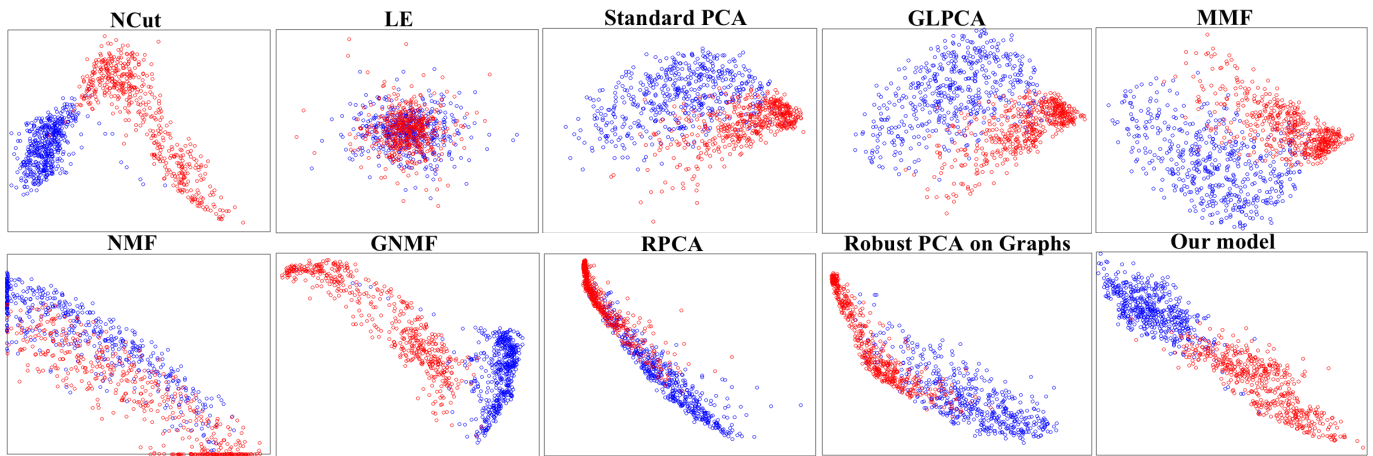 NCut
LE
Standard PCA
GLPCA
MMF
NMF
GNMF
RPCA
Robust PCA on Graphs
Our model